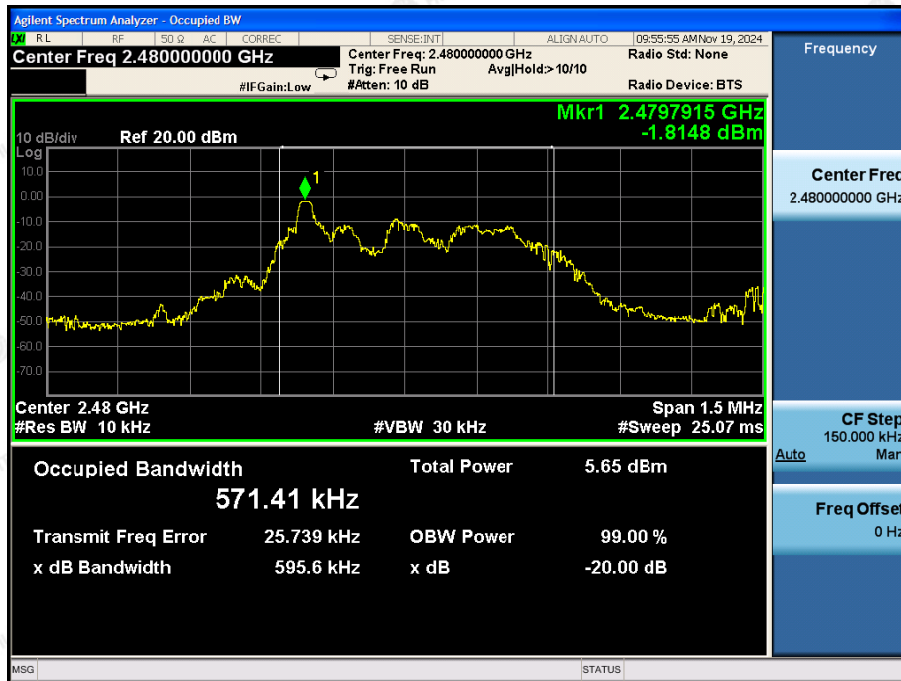 Agilent Spectrum Analyzer - Occupied BW
LXI RL RF 50 Ω AC CORREC SENSE:INT ALIGN AUTO 09:55:55 AM Nov 19, 2024
Center Freq 2.480000000 GHz
Center Freq: 2.480000000 GHz
Radio Std: None
Trig: Free Run Avg|Hold:>10/10
#IFGain:Low #Atten: 10 dB Radio Device: BTS
Frequency
Mkr1 2.4797915 GHz
-1.8148 dBm
10 dB/div Ref 20.00 dBm
Log
10.0
0.00
-10.0
-20.0
-30.0
-40.0
-50.0
-60.0
-70.0
1
Center 2.48 GHz Span 1.5 MHz
#Res BW 10 kHz #VBW 30 kHz #Sweep 25.07 ms
Occupied Bandwidth Total Power 5.65 dBm
571.41 kHz
Transmit Freq Error 25.739 kHz OBW Power 99.00 %
x dB Bandwidth 595.6 kHz x dB -20.00 dB
Center Freq
2.480000000 GHz
CF Step
150.000 kHz
Auto Man
Freq Offset
0 Hz
MSG STATUS